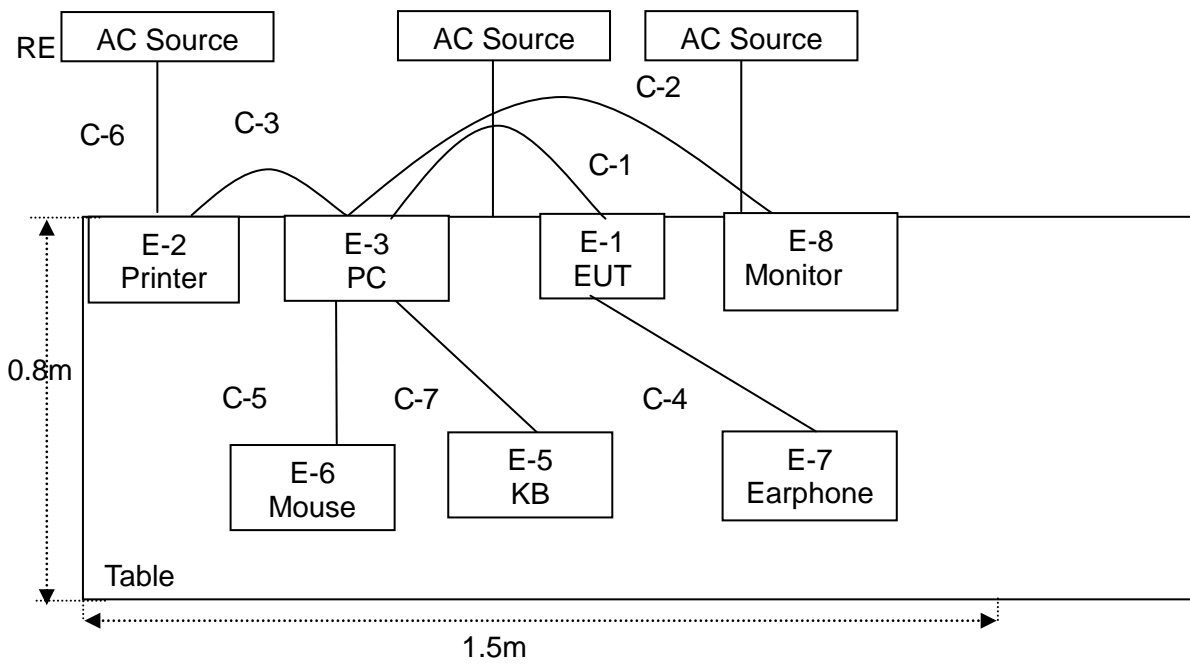 RE
AC Source
AC Source
AC Source
C-2
C-3
C-6
C-1
E-2
Printer
E-3
PC
E-1
EUT
E-8
Monitor
0.8m
C-5
C-7
C-4
E-6
Mouse
E-5
KB
E-7
Earphone
Table
1.5m